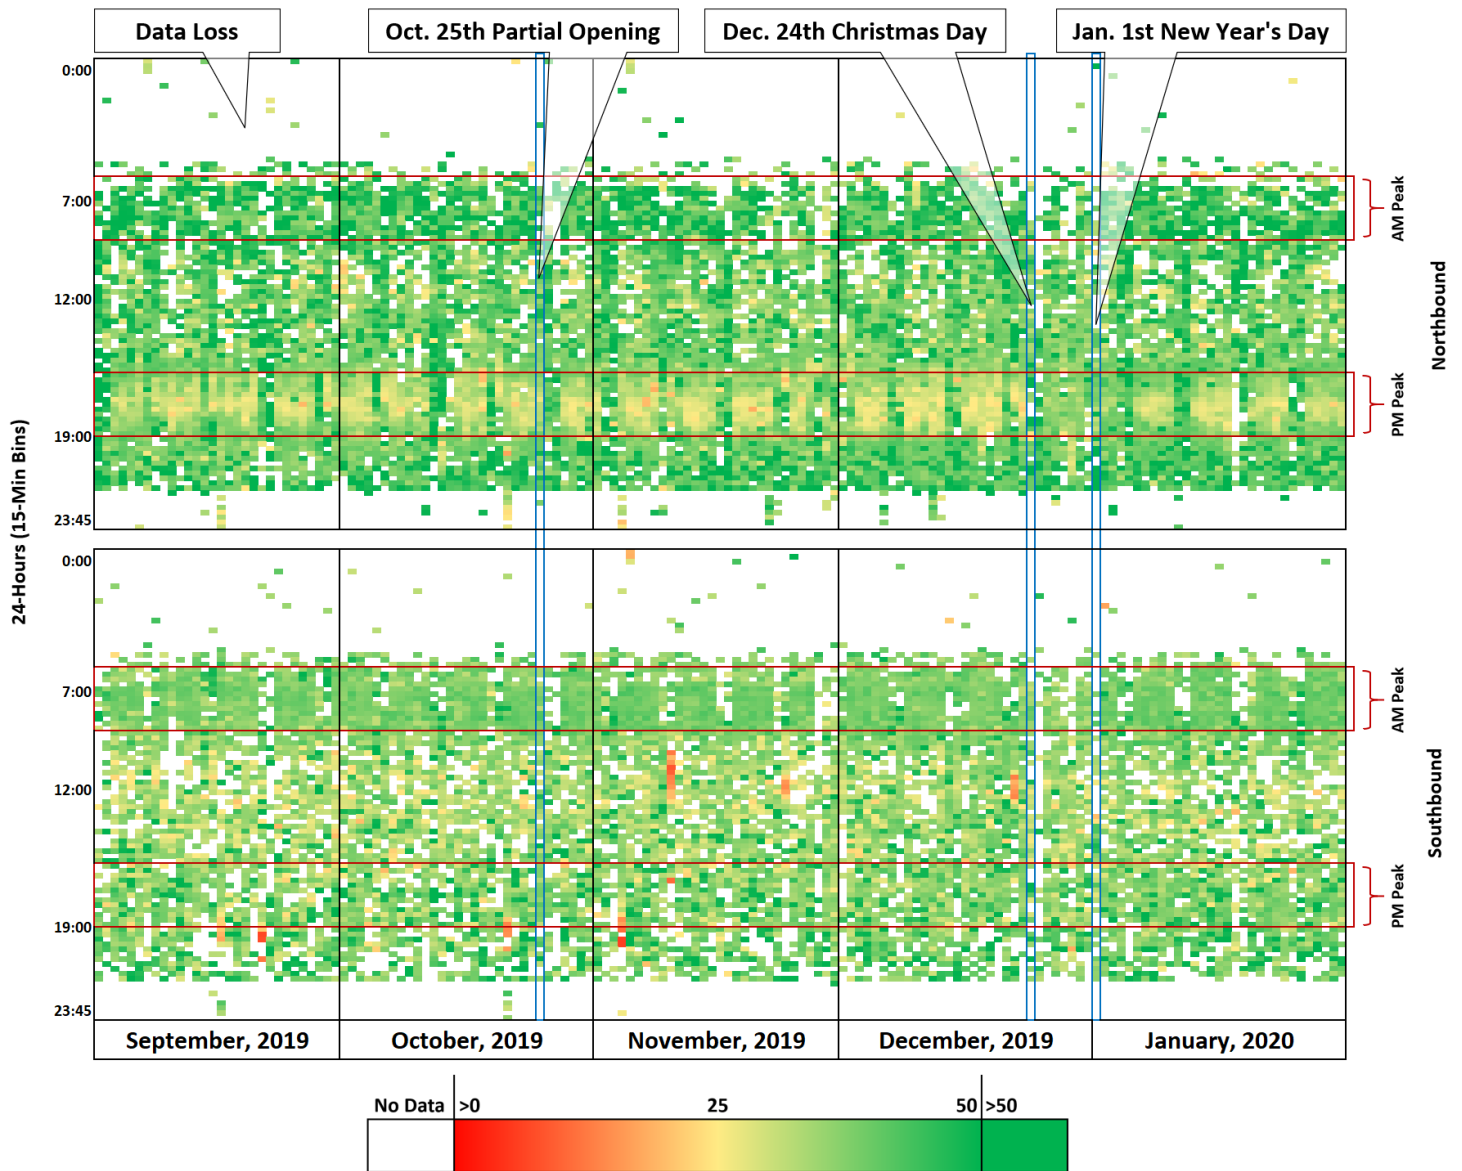 Data Loss
Oct. 25th Partial Opening
Dec. 24th Christmas Day
Jan. 1st New Year's Day
24-Hours (15-Min Bins)
0:00
7:00
12:00
19:00
23:45
AM Peak
PM Peak
Northbound
0:00
7:00
12:00
19:00
23:45
AM Peak
PM Peak
Southbound
September, 2019
October, 2019
November, 2019
December, 2019
January, 2020
No Data >0 25 50 >50